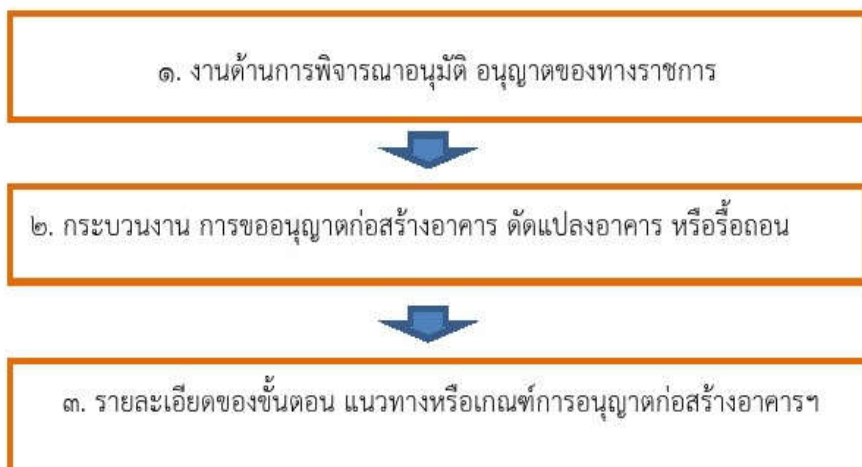 ๑. งานด้านการพิจารณาอนุมัติ อนุญาตของทางราชการ
๒. กระบวนงาน การขออนุญาตก่อสร้างอาคาร ดัดแปลงอาคาร หรือรื้อถอน
๓. รายละเอียดของขั้นตอน แนวทางหรือเกณฑ์การอนุญาตก่อสร้างอาคารฯ